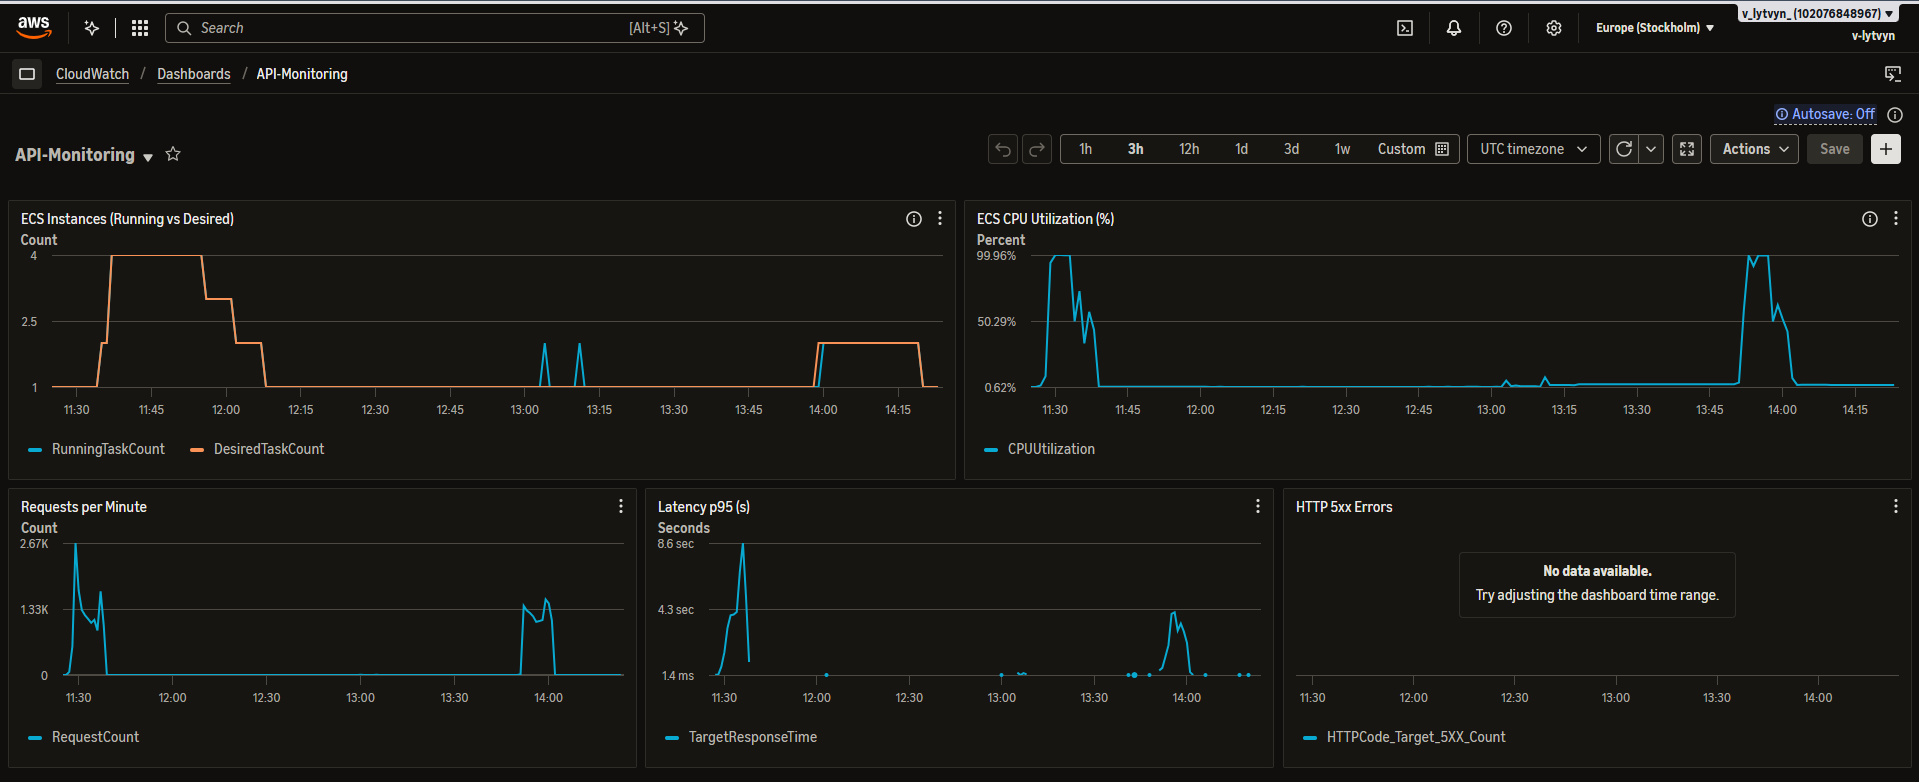 aws
Search [Alt+S]
Europe (Stockholm)
v_lytvyn_ (102076848967)
v-lytvyn
CloudWatch / Dashboards / API-Monitoring
Autosave: Off
API-Monitoring
1h 3h 12h 1d 3d 1w Custom
UTC timezone
Actions
Save
ECS Instances (Running vs Desired)
Count
4
2.5
1
11:30 11:45 12:00 12:15 12:30 12:45 13:00 13:15 13:30 13:45 14:00 14:15
RunningTaskCount DesiredTaskCount
ECS CPU Utilization (%)
Percent
99.96%
50.29%
0.62%
11:30 11:45 12:00 12:15 12:30 12:45 13:00 13:15 13:30 13:45 14:00 14:15
CPUUtilization
Requests per Minute
Count
2.67K
1.33K
0
11:30 12:00 12:30 13:00 13:30 14:00
RequestCount
Latency p95 (s)
Seconds
8.6 sec
4.3 sec
1.4 ms
11:30 12:00 12:30 13:00 13:30 14:00
TargetResponseTime
HTTP 5xx Errors
No data available.
Try adjusting the dashboard time range.
11:30 12:00 12:30 13:00 13:30 14:00
HTTPCode_Target_5XX_Count